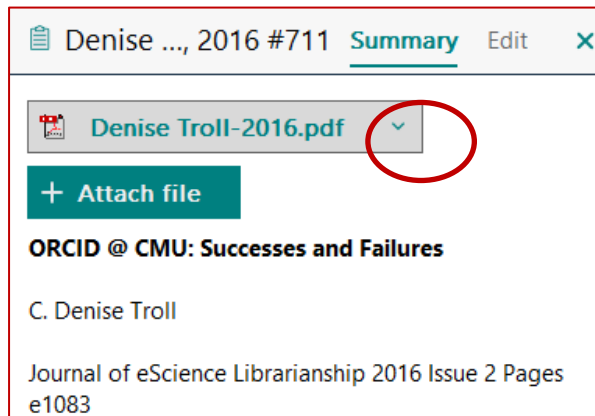 Denise ..., 2016 #711 Summary Edit
Denise Troll-2016.pdf
+ Attach file
ORCID @ CMU: Successes and Failures
C. Denise Troll
Journal of eScience Librarianship 2016 Issue 2 Pages
e1083